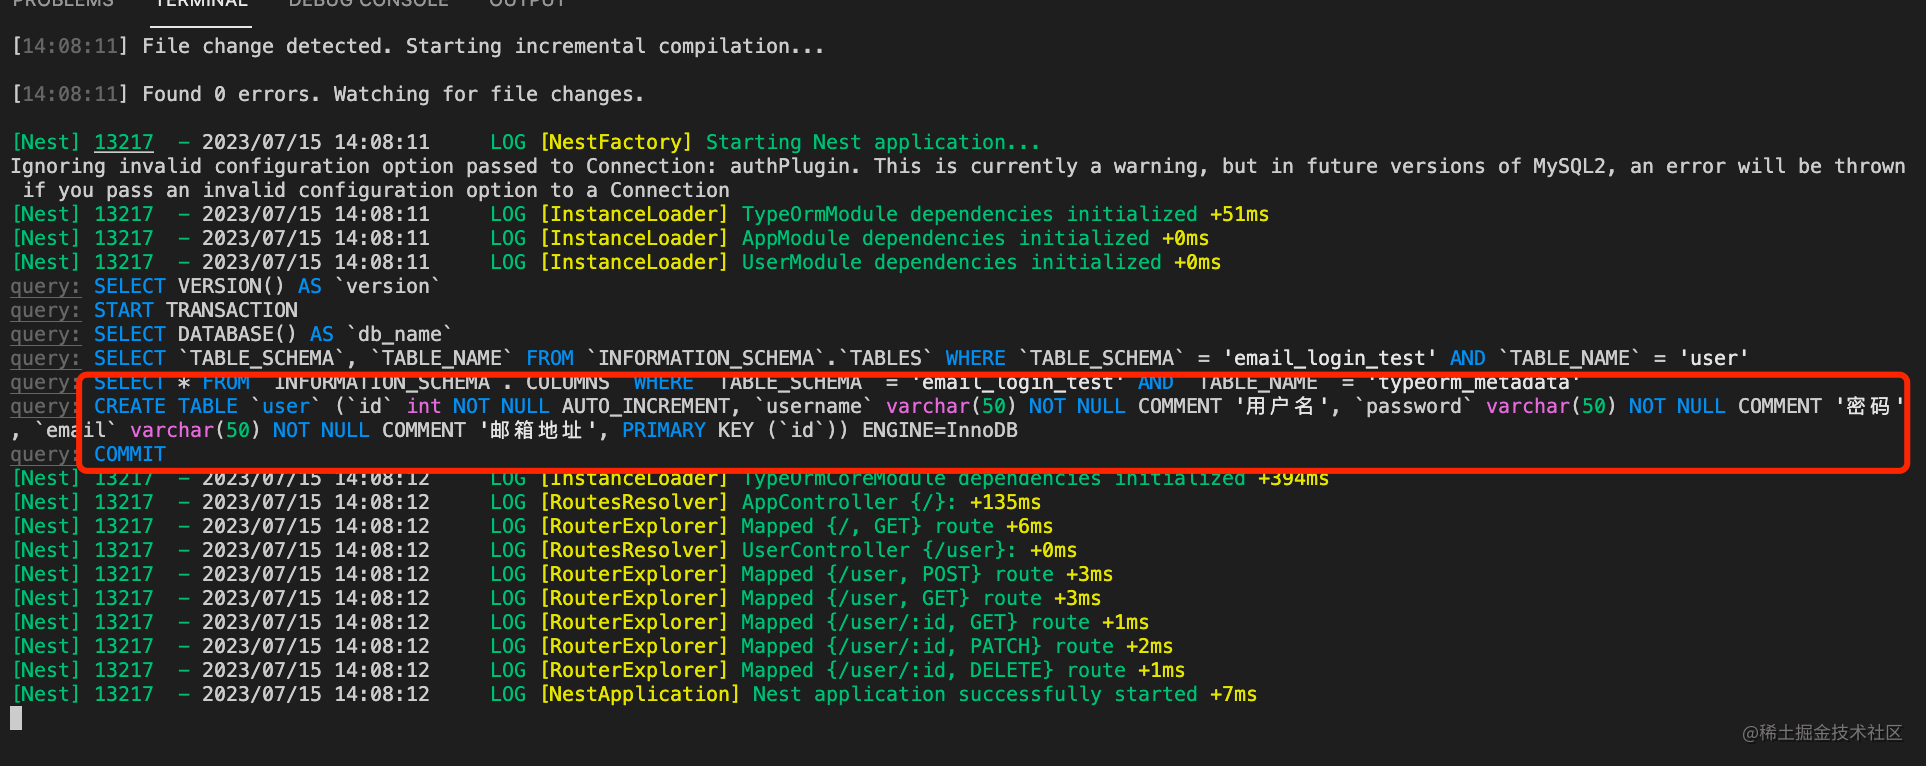 PROBLEMS TERMINAL DEBUG CONSOLE OUTPUT
[14:08:11] File change detected. Starting incremental compilation...
[14:08:11] Found 0 errors. Watching for file changes.
[Nest] 13217  - 2023/07/15 14:08:11     LOG [NestFactory] Starting Nest application...
Ignoring invalid configuration option passed to Connection: authPlugin. This is currently a warning, but in future versions of MySQL2, an error will be thrown
 if you pass an invalid configuration option to a Connection
[Nest] 13217  - 2023/07/15 14:08:11     LOG [InstanceLoader] TypeOrmModule dependencies initialized +51ms
[Nest] 13217  - 2023/07/15 14:08:11     LOG [InstanceLoader] AppModule dependencies initialized +0ms
[Nest] 13217  - 2023/07/15 14:08:11     LOG [InstanceLoader] UserModule dependencies initialized +0ms
query: SELECT VERSION() AS `version`
query: START TRANSACTION
query: SELECT DATABASE() AS `db_name`
query: SELECT `TABLE_SCHEMA`, `TABLE_NAME` FROM `INFORMATION_SCHEMA`.`TABLES` WHERE `TABLE_SCHEMA` = 'email_login_test' AND `TABLE_NAME` = 'user'
query: SELECT * FROM `INFORMATION_SCHEMA`.`COLUMNS` WHERE `TABLE_SCHEMA` = 'email_login_test' AND `TABLE_NAME` = 'typeorm_metadata'
query: CREATE TABLE `user` (`id` int NOT NULL AUTO_INCREMENT, `username` varchar(50) NOT NULL COMMENT '用户名', `password` varchar(50) NOT NULL COMMENT '密码'
, `email` varchar(50) NOT NULL COMMENT '邮箱地址', PRIMARY KEY (`id`)) ENGINE=InnoDB
query: COMMIT
[Nest] 13217  - 2023/07/15 14:08:12     LOG [InstanceLoader] TypeOrmCoreModule dependencies initialized +394ms
[Nest] 13217  - 2023/07/15 14:08:12     LOG [RoutesResolver] AppController {/}: +135ms
[Nest] 13217  - 2023/07/15 14:08:12     LOG [RouterExplorer] Mapped {/, GET} route +6ms
[Nest] 13217  - 2023/07/15 14:08:12     LOG [RoutesResolver] UserController {/user}: +0ms
[Nest] 13217  - 2023/07/15 14:08:12     LOG [RouterExplorer] Mapped {/user, POST} route +3ms
[Nest] 13217  - 2023/07/15 14:08:12     LOG [RouterExplorer] Mapped {/user, GET} route +3ms
[Nest] 13217  - 2023/07/15 14:08:12     LOG [RouterExplorer] Mapped {/user/:id, GET} route +1ms
[Nest] 13217  - 2023/07/15 14:08:12     LOG [RouterExplorer] Mapped {/user/:id, PATCH} route +2ms
[Nest] 13217  - 2023/07/15 14:08:12     LOG [RouterExplorer] Mapped {/user/:id, DELETE} route +1ms
[Nest] 13217  - 2023/07/15 14:08:12     LOG [NestApplication] Nest application successfully started +7ms
@稀土掘金技术社区